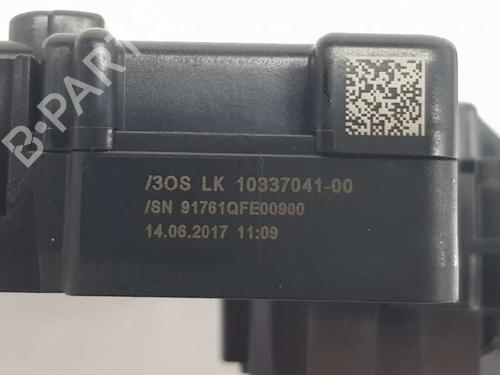 B-PARTS
/3OS LK 10337041-00
/SN 91761QFE00900
14.06.2017 11:09